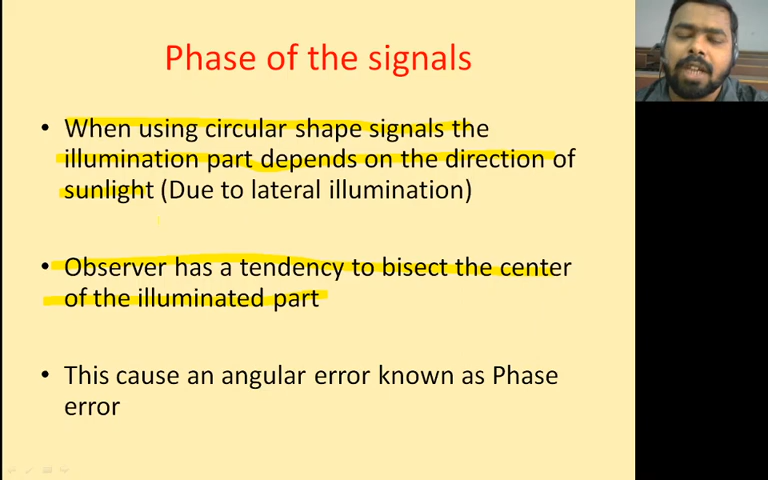 Phase of the signals
• When using circular shape signals the
illumination part depends on the direction of
sunlight (Due to lateral illumination)
• Observer has a tendency to bisect the center
of the illuminated part
• This cause an angular error known as Phase
error